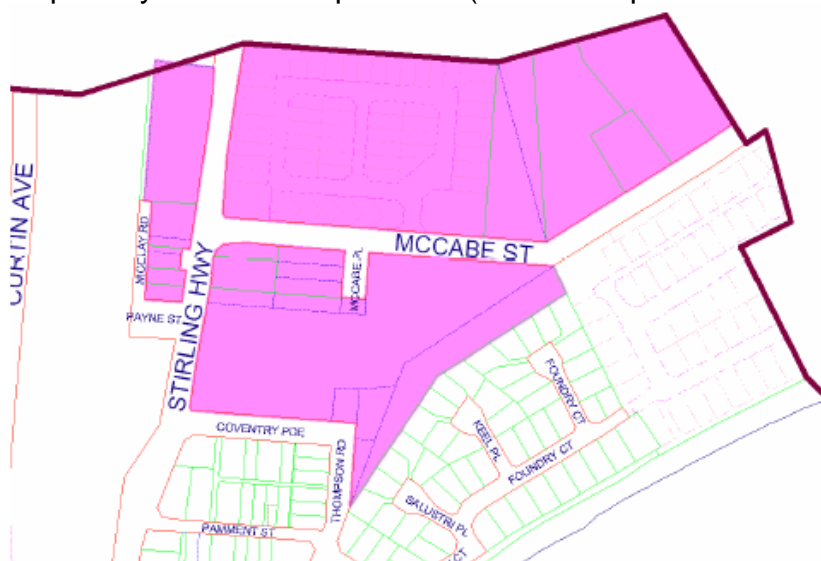 CURTIN AVE
MCCLAY RD
PAYNE ST
STIRLING HWY
MCCABE ST
MCCABE PL
COVENTRY PDE
THOMPSON RD
PAMMENT ST
KEEL PL
FOUNDRY CT
FOUNDRY CT
SALUSTRI PL
CT